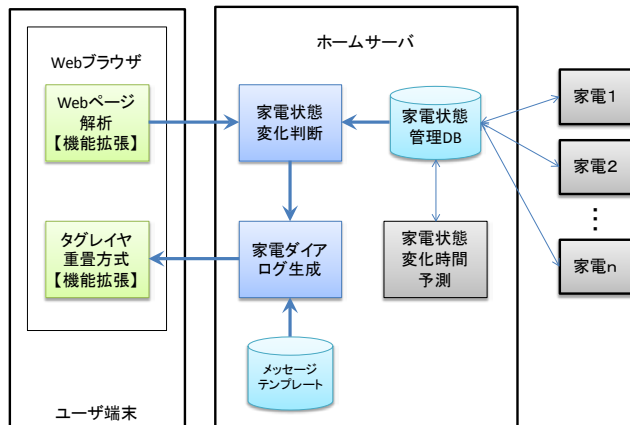 Webブラウザ
Webページ
解析
【機能拡張】
タグレイヤ
重畳方式
【機能拡張】
ユーザ端末
ホームサーバ
家電状態
変化判断
家電状態
管理DB
家電ダイア
ログ生成
家電状態
変化時間
予測
メッセージ
テンプレート
家電１
家電２
⋮
家電ｎ